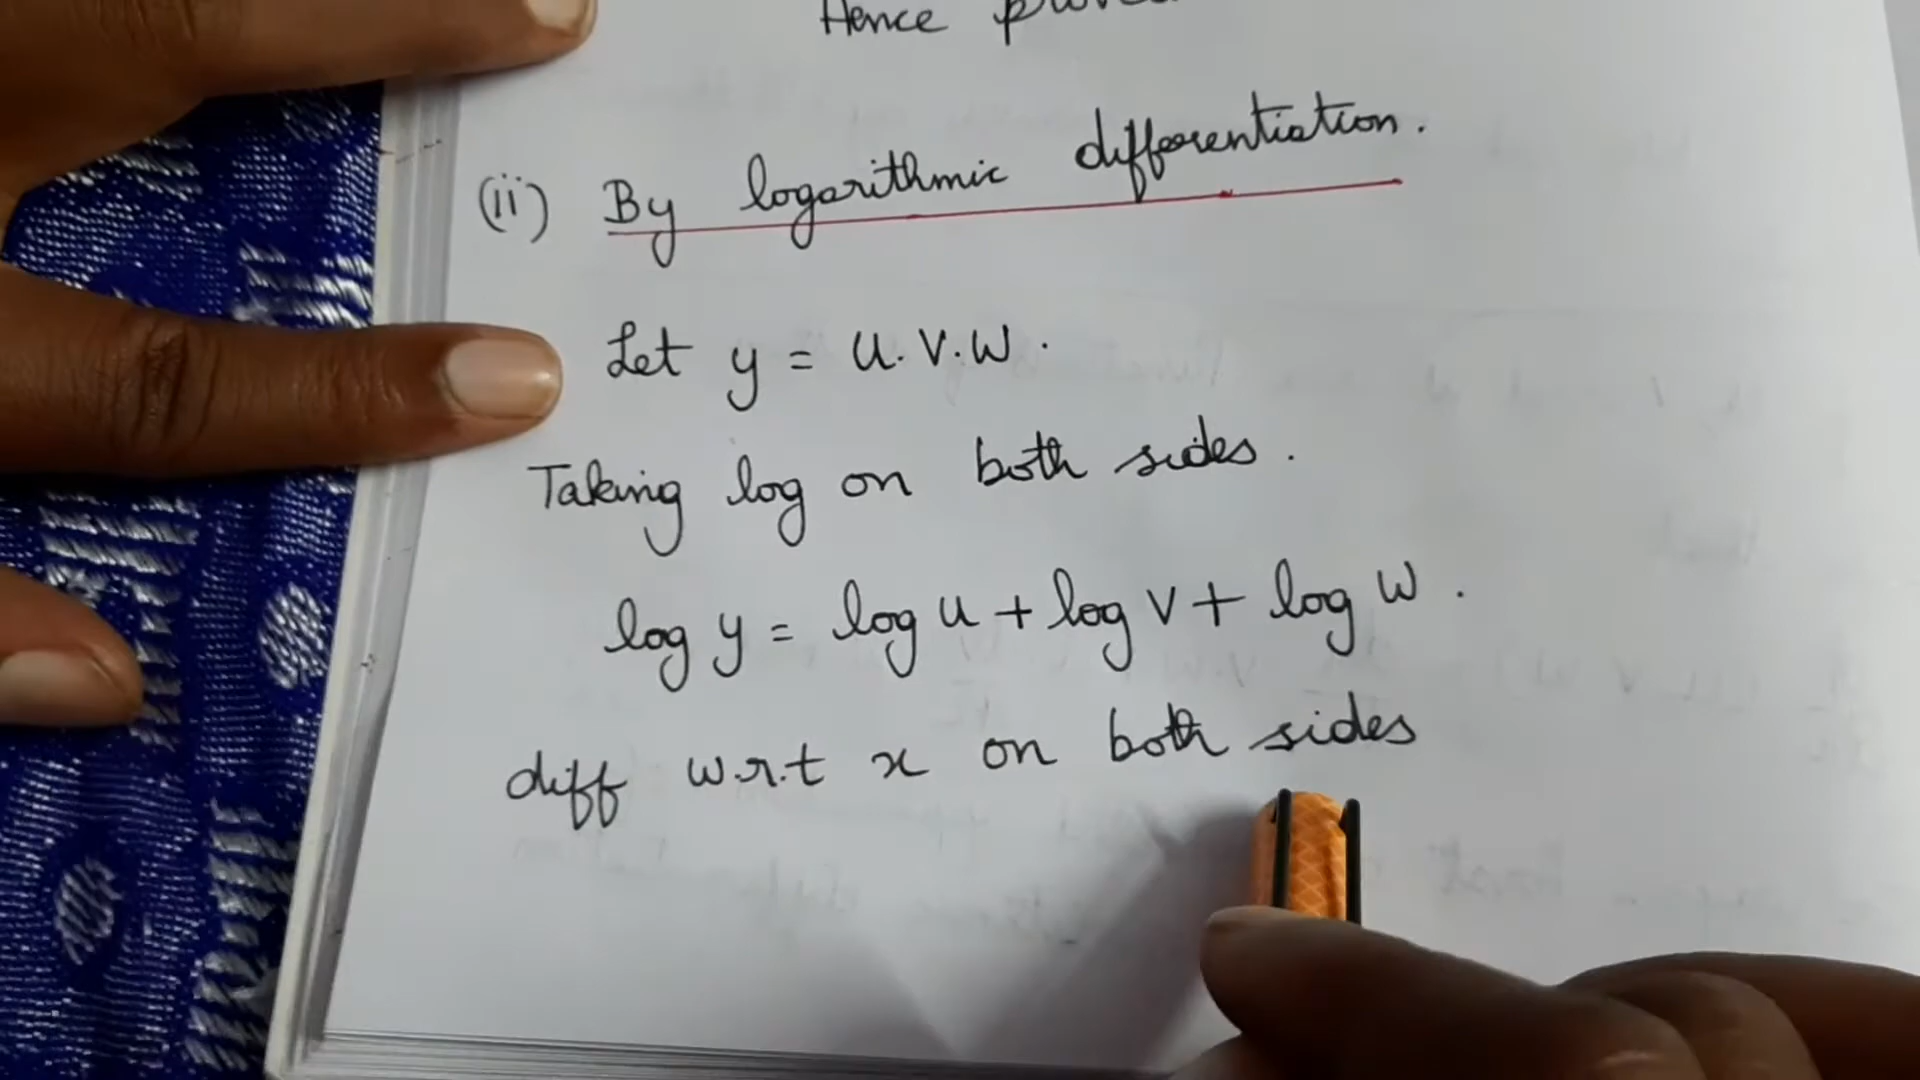 Hence
(ii) By logarithmic differentiation.
Let y = u.v.w.
Taking log on both sides.
log y = log u + log v + log w.
diff w.r.t x on both sides